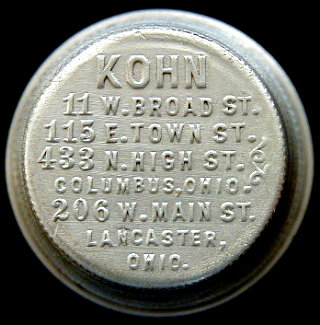 KOHN
11 W. BROAD ST.
115 E. TOWN ST.
433 N. HIGH ST.
COLUMBUS, OHIO.
206 W. MAIN ST.
LANCASTER,
OHIO.